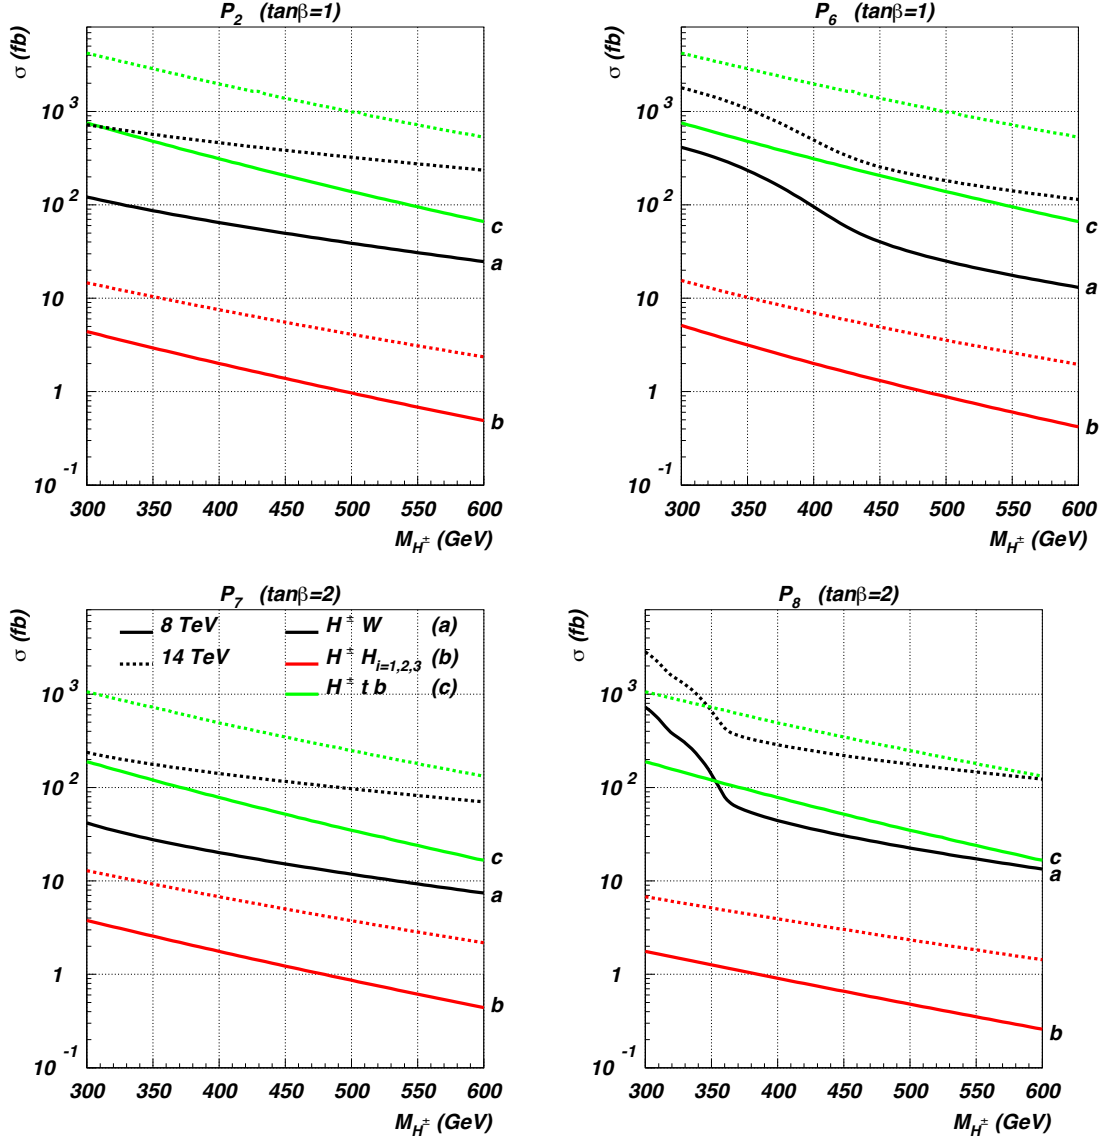 P2 (tanβ=1)
σ (fb)
10^3
10^2
10
1
10^-1
c
a
b
300 350 400 450 500 550 600
M_H± (GeV)
P6 (tanβ=1)
σ (fb)
10^3
10^2
10
1
10^-1
c
a
b
300 350 400 450 500 550 600
M_H± (GeV)
P7 (tanβ=2)
σ (fb)
8 TeV
14 TeV
H± W (a)
H± H_i=1,2,3 (b)
H± t b (c)
10^3
10^2
10
1
10^-1
c
a
b
300 350 400 450 500 550 600
M_H± (GeV)
P8 (tanβ=2)
σ (fb)
10^3
10^2
10
1
10^-1
c
a
b
300 350 400 450 500 550 600
M_H± (GeV)